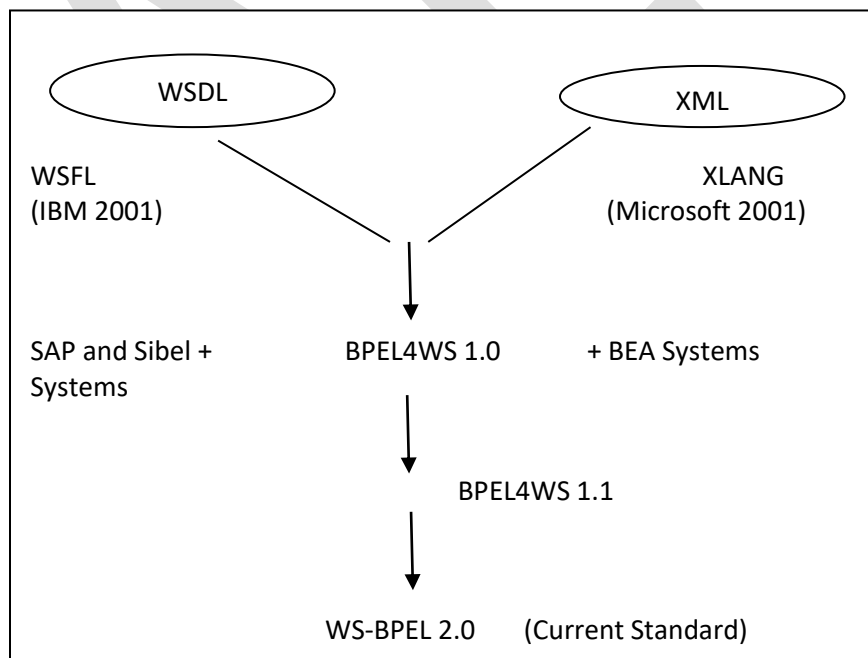 WSDL
XML
WSFL
(IBM 2001)
XLANG
(Microsoft 2001)
SAP and Sibel +
Systems
BPEL4WS 1.0
+ BEA Systems
BPEL4WS 1.1
WS-BPEL 2.0 (Current Standard)